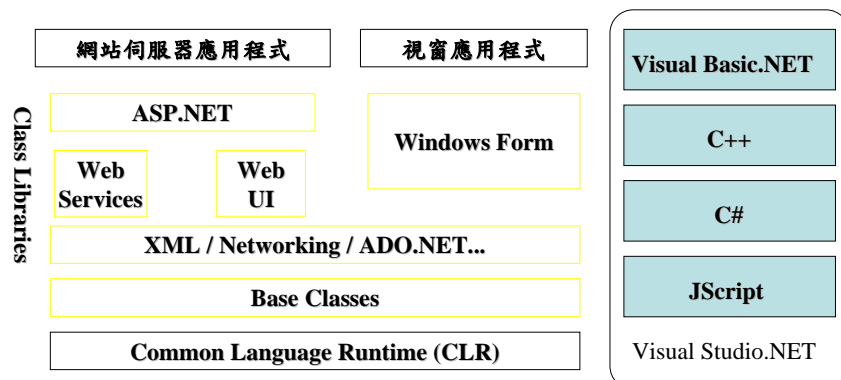 網站伺服器應用程式
視窗應用程式
Class Libraries
ASP.NET
Windows Form
Web
Services
Web
UI
XML / Networking / ADO.NET...
Base Classes
Common Language Runtime (CLR)
Visual Basic.NET
C++
C#
JScript
Visual Studio.NET